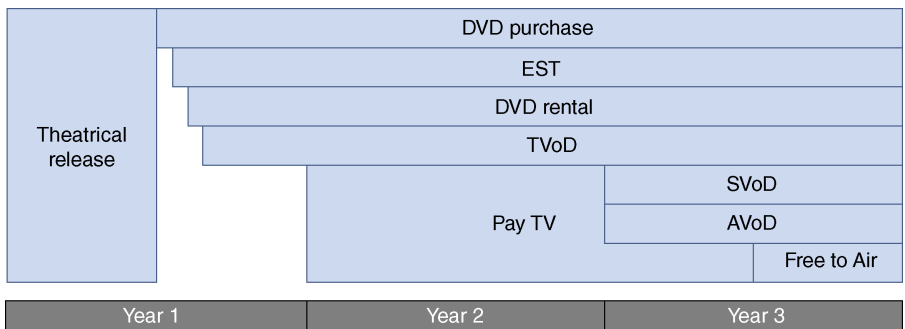 DVD purchase
EST
DVD rental
Theatrical
release
TVoD
SVoD
Pay TV
AVoD
Free to Air
Year 1
Year 2
Year 3